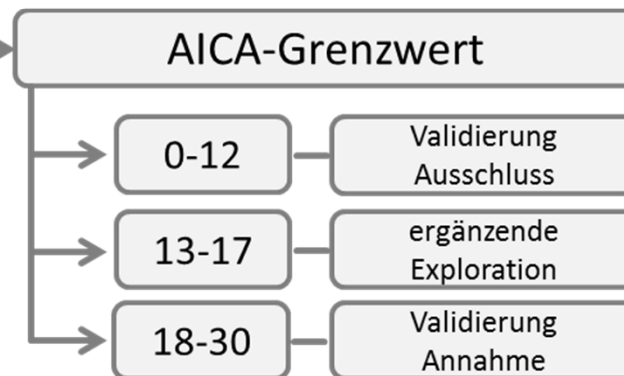 AICA-Grenzwert
0-12
Validierung
Ausschluss
13-17
ergänzende
Exploration
18-30
Validierung
Annahme